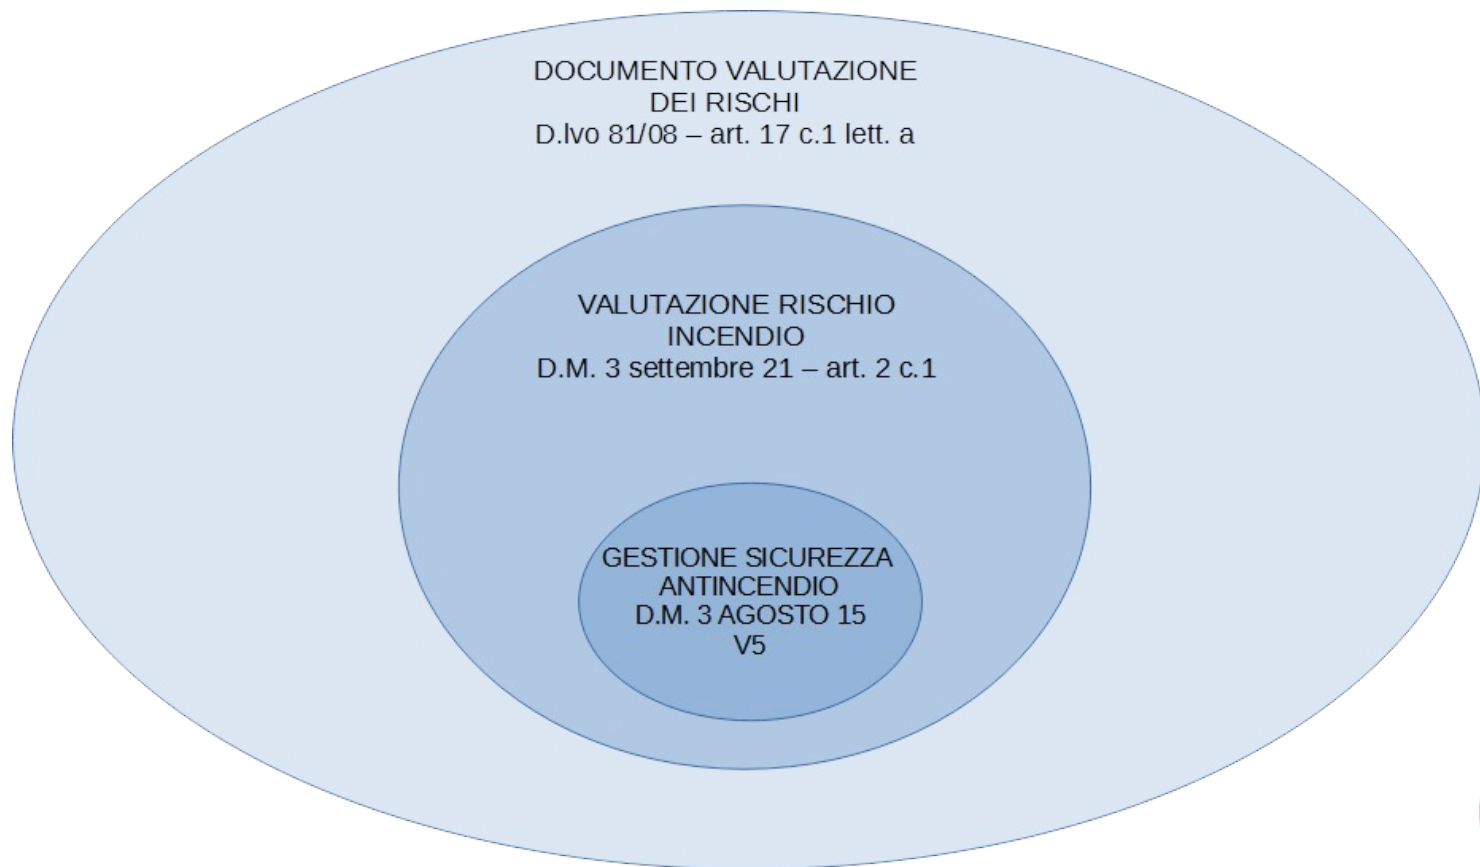 DOCUMENTO VALUTAZIONE
DEI RISCHI
D.lvo 81/08 – art. 17 c.1 lett. a
VALUTAZIONE RISCHIO
INCENDIO
D.M. 3 settembre 21 – art. 2 c.1
GESTIONE SICUREZZA
ANTINCENDIO
D.M. 3 AGOSTO 15
V5